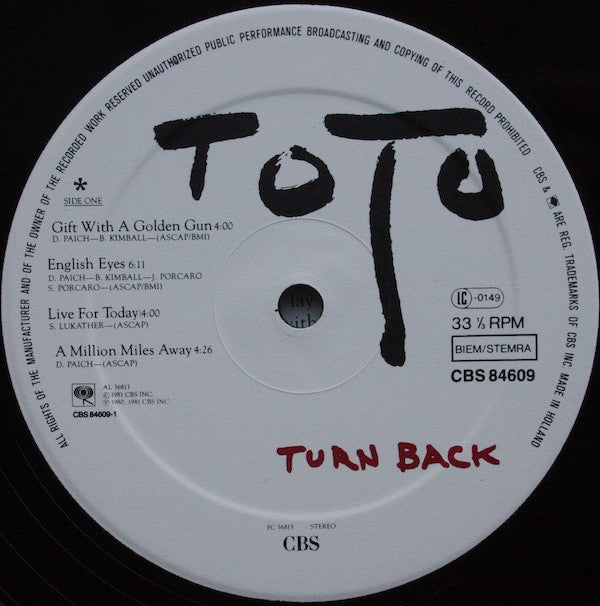 ALL RIGHTS OF THE MANUFACTURER AND OF THE OWNER OF THE RECORDED WORK RESERVED UNAUTHORIZED PUBLIC PERFORMANCE BROADCASTING AND COPYING OF THIS RECORD PROHIBITED CBS & ARE REG. TRADEMARKS OF CBS INC. MADE IN HOLLAND
TOTO
*
SIDE ONE
Gift With A Golden Gun 4:00
D. PAICH—B. KIMBALL—(ASCAP/BMI)
English Eyes 6:11
D. PAICH—B. KIMBALL—J. PORCARO
S. PORCARO—(ASCAP/BMI)
Live For Today 4:00
S. LUKATHER—(ASCAP)
A Million Miles Away 4:26
D. PAICH—(ASCAP)
AL 36813
© 1981 CBS INC.
℗ 1980, 1981 CBS INC.
CBS 84609-1
lay
ith
LC -0149
33 ⅓ RPM
BIEM/STEMRA
CBS 84609
TURN BACK
FC 36813 STEREO
CBS